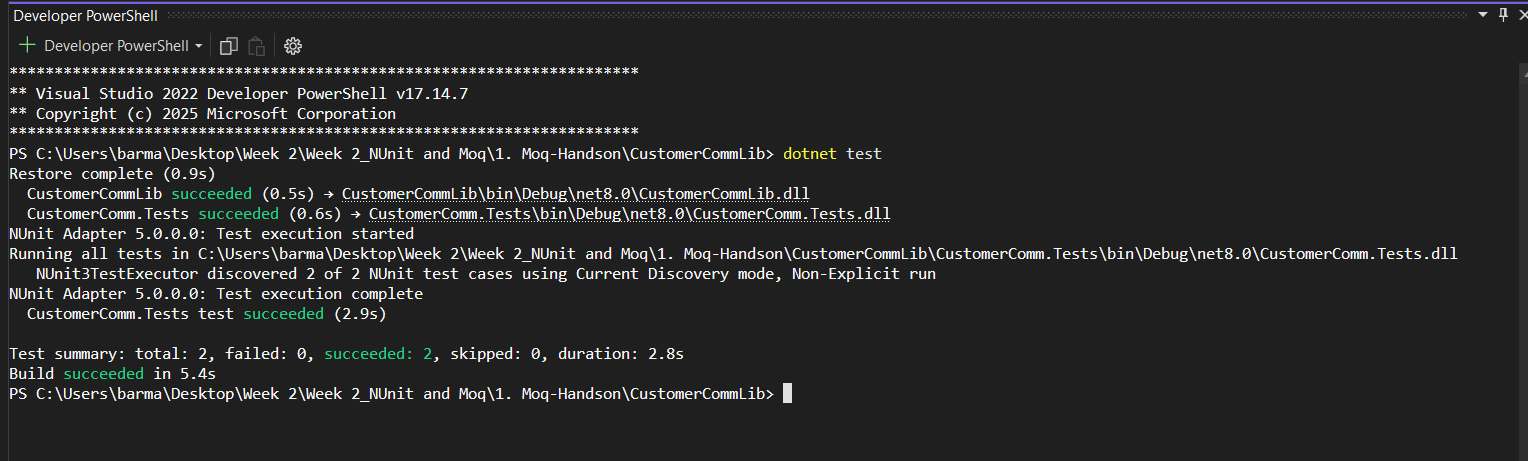 Developer PowerShell
Developer PowerShell
**********************************************************************
** Visual Studio 2022 Developer PowerShell v17.14.7
** Copyright (c) 2025 Microsoft Corporation
**********************************************************************
PS C:\Users\barma\Desktop\Week 2\Week 2_NUnit and Moq\1. Moq-Handson\CustomerCommLib> dotnet test
Restore complete (0.9s)
  CustomerCommLib succeeded (0.5s) → CustomerCommLib\bin\Debug\net8.0\CustomerCommLib.dll
  CustomerComm.Tests succeeded (0.6s) → CustomerComm.Tests\bin\Debug\net8.0\CustomerComm.Tests.dll
NUnit Adapter 5.0.0.0: Test execution started
Running all tests in C:\Users\barma\Desktop\Week 2\Week 2_NUnit and Moq\1. Moq-Handson\CustomerCommLib\CustomerComm.Tests\bin\Debug\net8.0\CustomerComm.Tests.dll
   NUnit3TestExecutor discovered 2 of 2 NUnit test cases using Current Discovery mode, Non-Explicit run
NUnit Adapter 5.0.0.0: Test execution complete
  CustomerComm.Tests test succeeded (2.9s)
Test summary: total: 2, failed: 0, succeeded: 2, skipped: 0, duration: 2.8s
Build succeeded in 5.4s
PS C:\Users\barma\Desktop\Week 2\Week 2_NUnit and Moq\1. Moq-Handson\CustomerCommLib>